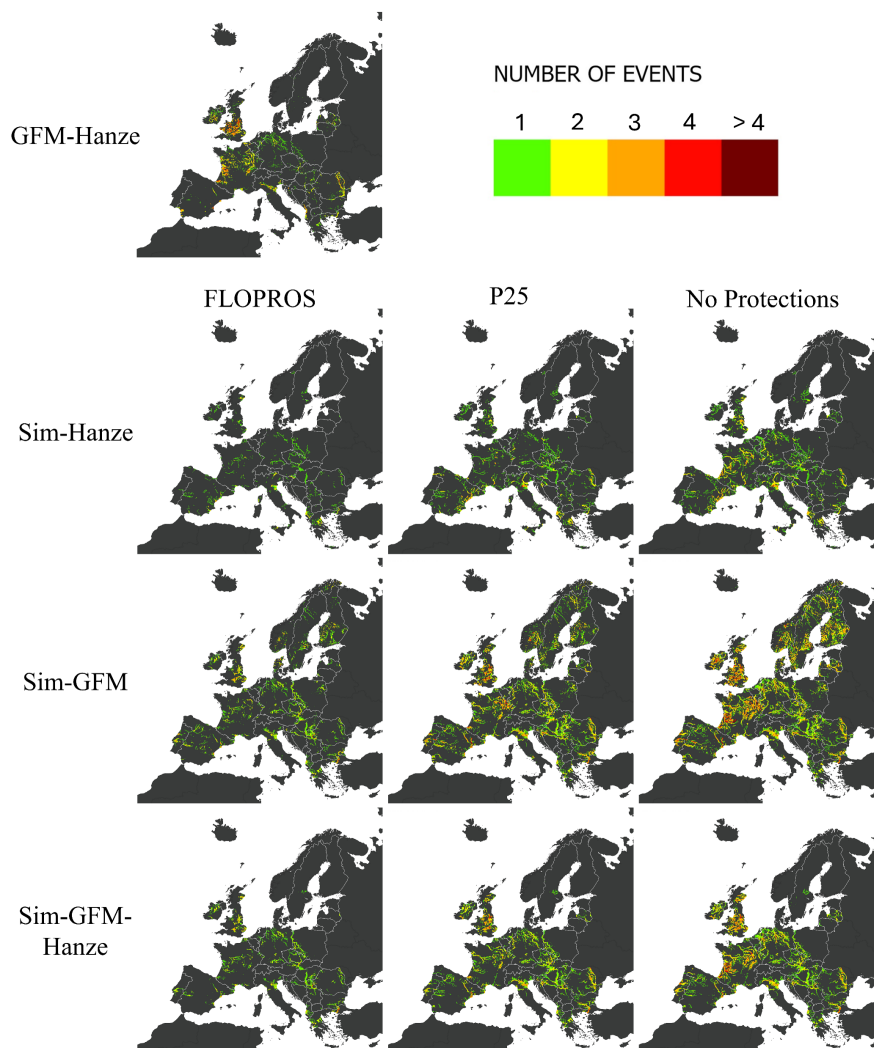 NUMBER OF EVENTS
1 2 3 4 > 4
GFM-Hanze
FLOPROS P25 No Protections
Sim-Hanze
Sim-GFM
Sim-GFM-
Hanze